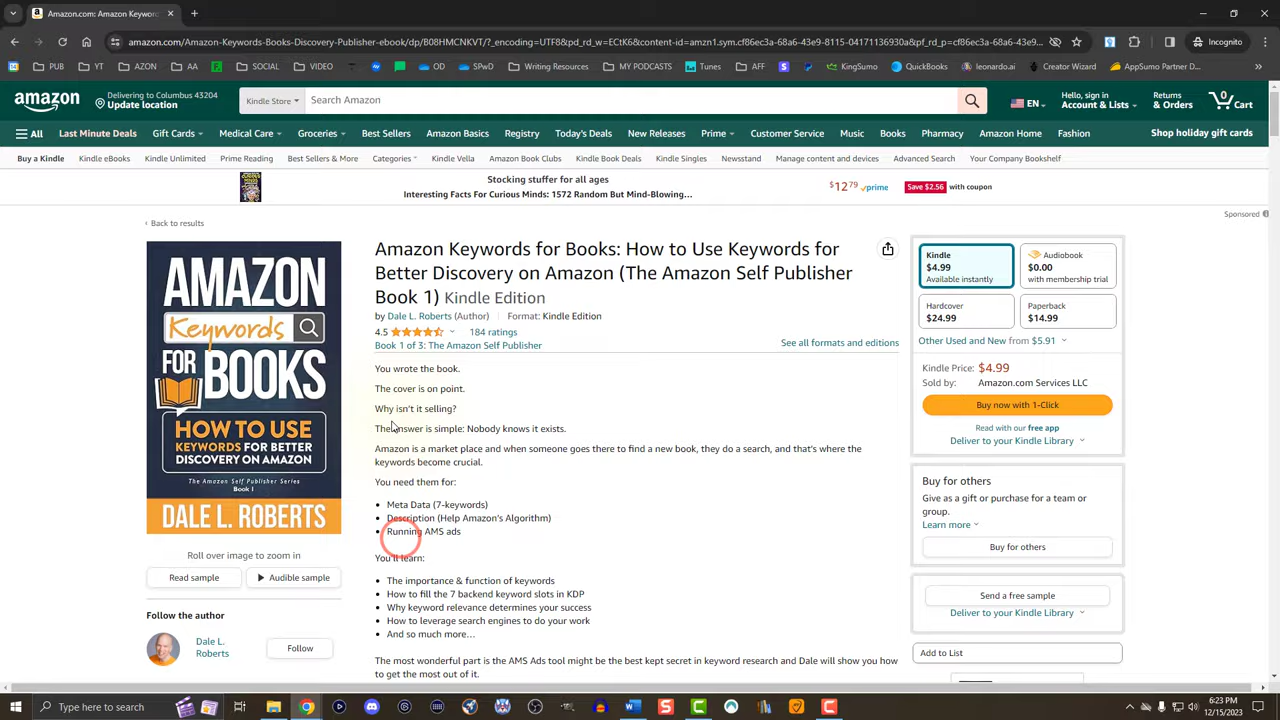 Amazon.com: Amazon Keyword
amazon.com/Amazon-Keywords-Books-Discovery-Publisher-ebook/dp/B08HMCNKVT/?_encoding=UTF8&pd_rd_w=ECtK6&content-id=amzn1.sym.cf86ec3a-68a6-43e9-8115-04171136930a&pf_rd_p=cf86ec3a-68a6-43e9...
Incognito
PUB
YT
AZON
AA
SOCIAL
VIDEO
OD
SPwD
Writing Resources
MY PODCASTS
Tunes
AFF
KingSumo
QuickBooks
leonardo.ai
Creator Wizard
AppSumo Partner D...
amazon
Delivering to Columbus 43204
Update location
Kindle Store
Search Amazon
EN
Hello, sign in
Account & Lists
Returns
& Orders
0
Cart
All
Last Minute Deals
Gift Cards
Medical Care
Groceries
Best Sellers
Amazon Basics
Registry
Today's Deals
New Releases
Prime
Customer Service
Music
Books
Pharmacy
Amazon Home
Fashion
Shop holiday gift cards
Buy a Kindle
Kindle eBooks
Kindle Unlimited
Prime Reading
Best Sellers & More
Categories
Kindle Vella
Amazon Book Clubs
Kindle Book Deals
Kindle Singles
Newsstand
Manage content and devices
Advanced Search
Your Company Bookshelf
Stocking stuffer for all ages
Interesting Facts For Curious Minds: 1572 Random But Mind-Blowing...
$12.79 prime
Save $2.56 with coupon
Sponsored
‹ Back to results
AMAZON
Keywords
FOR
BOOKS
HOW TO USE
KEYWORDS FOR BETTER
DISCOVERY ON AMAZON
The Amazon Self Publisher Series
Book 1
DALE L. ROBERTS
Roll over image to zoom in
Read sample
Audible sample
Follow the author
Dale L.
Roberts
Follow
Amazon Keywords for Books: How to Use Keywords for
Better Discovery on Amazon (The Amazon Self Publisher
Book 1) Kindle Edition
by Dale L. Roberts (Author)
Format: Kindle Edition
4.5
184 ratings
Book 1 of 3: The Amazon Self Publisher
See all formats and editions
You wrote the book.
The cover is on point.
Why isn't it selling?
The answer is simple: Nobody knows it exists.
Amazon is a market place and when someone goes there to find a new book, they do a search, and that's where the
keywords become crucial.
You need them for:
• Meta Data (7-keywords)
• Description (Help Amazon's Algorithm)
• Running AMS ads
You'll learn:
• The importance & function of keywords
• How to fill the 7 backend keyword slots in KDP
• Why keyword relevance determines your success
• How to leverage search engines to do your work
• And so much more…
The most wonderful part is the AMS Ads tool might be the best kept secret in keyword research and Dale will show you how
to get the most out of it.
Kindle
$4.99
Available instantly
Audiobook
$0.00
with membership trial
Hardcover
$24.99
Paperback
$14.99
Other Used and New from $5.91
Kindle Price: $4.99
Sold by: Amazon.com Services LLC
Buy now with 1-Click
Read with our free app
Deliver to your Kindle Library
Buy for others
Give as a gift or purchase for a team or
group.
Learn more
Buy for others
Send a free sample
Deliver to your Kindle Library
Add to List
Type here to search
6:23 PM
12/15/2023